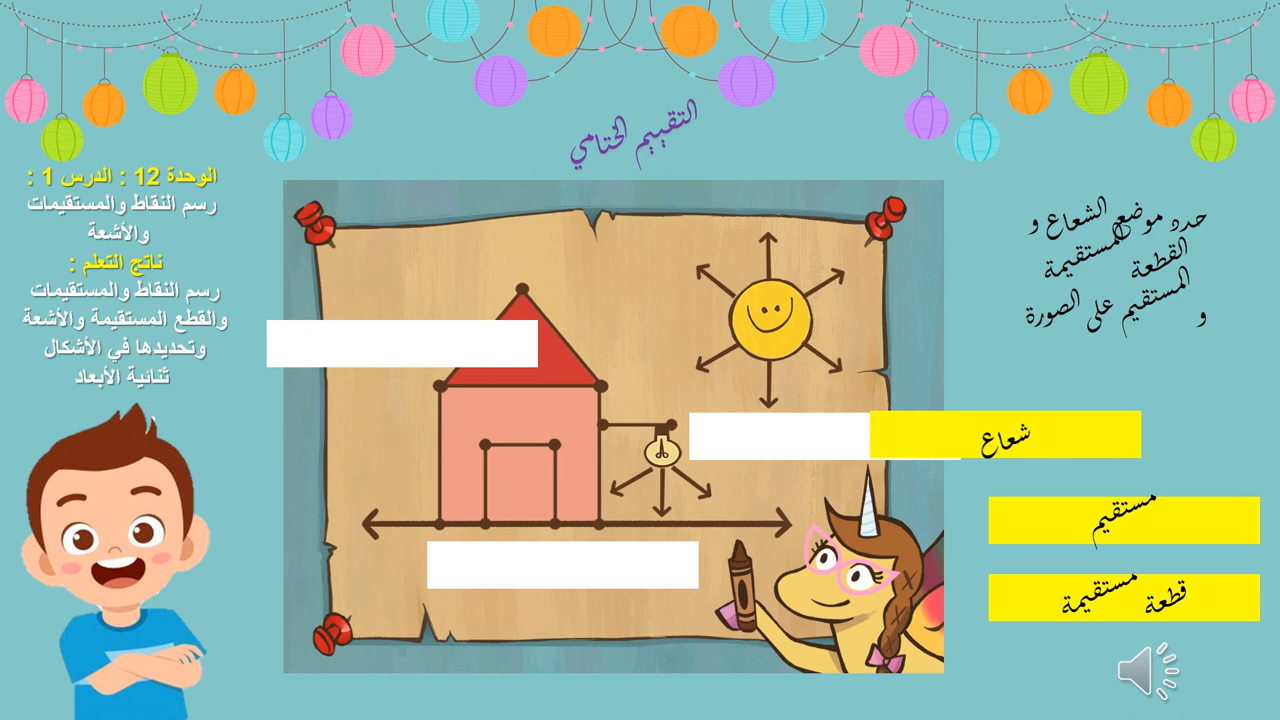 التقييم الختامي
الوحدة 12 : الدرس 1 :
رسم النقاط والمستقيمات
والأشعة
ناتج التعلم :
رسم النقاط والمستقيمات
والقطع المستقيمة والأشعة
وتحديدها في الأشكال
ثنائية الأبعاد
حدد موضع الشعاع و
القطعة المستقيمة
و المستقيم على الصورة
شعاع
مستقيم
قطعة مستقيمة